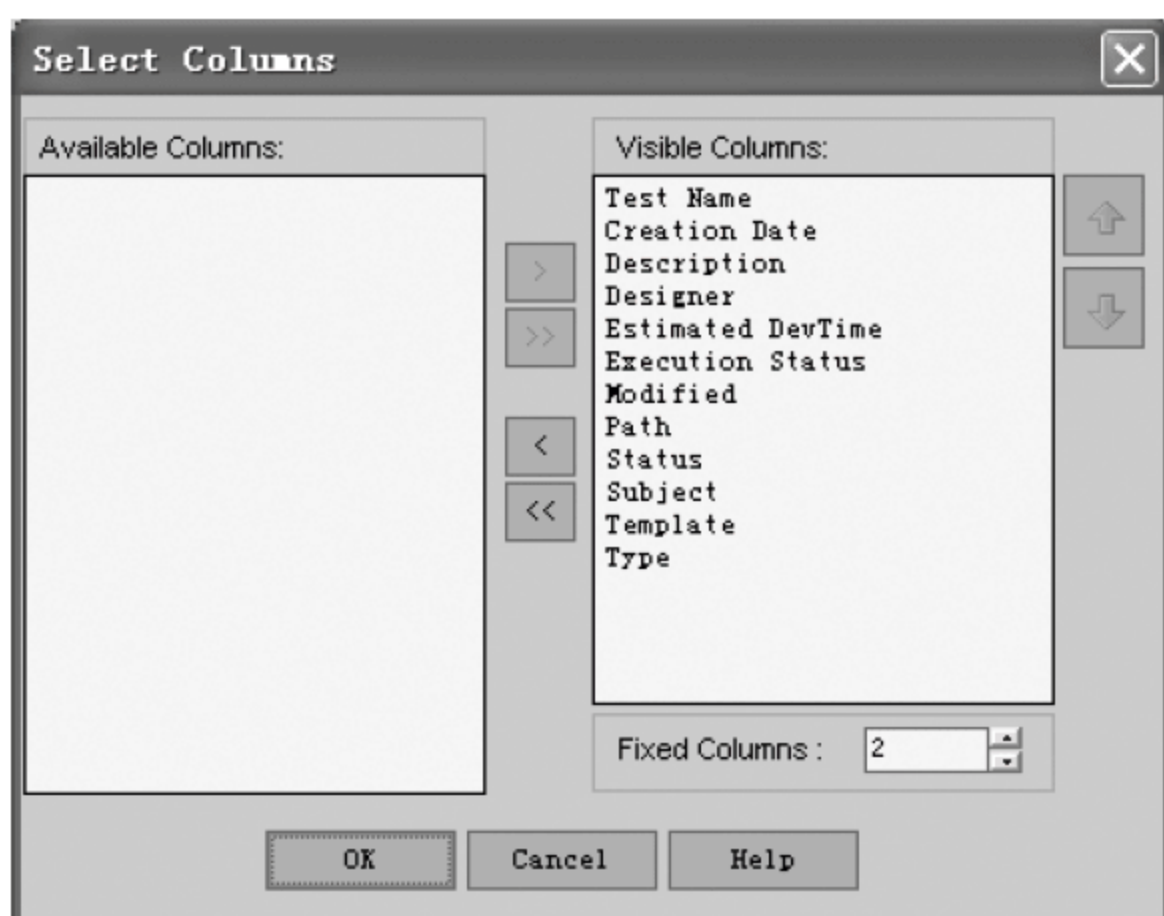 Select Columns
Available Columns:
Visible Columns:
Test Name
Creation Date
Description
Designer
Estimated DevTime
Execution Status
Modified
Path
Status
Subject
Template
Type
>
>>
<
<<
Fixed Columns : 2
OK
Cancel
Help